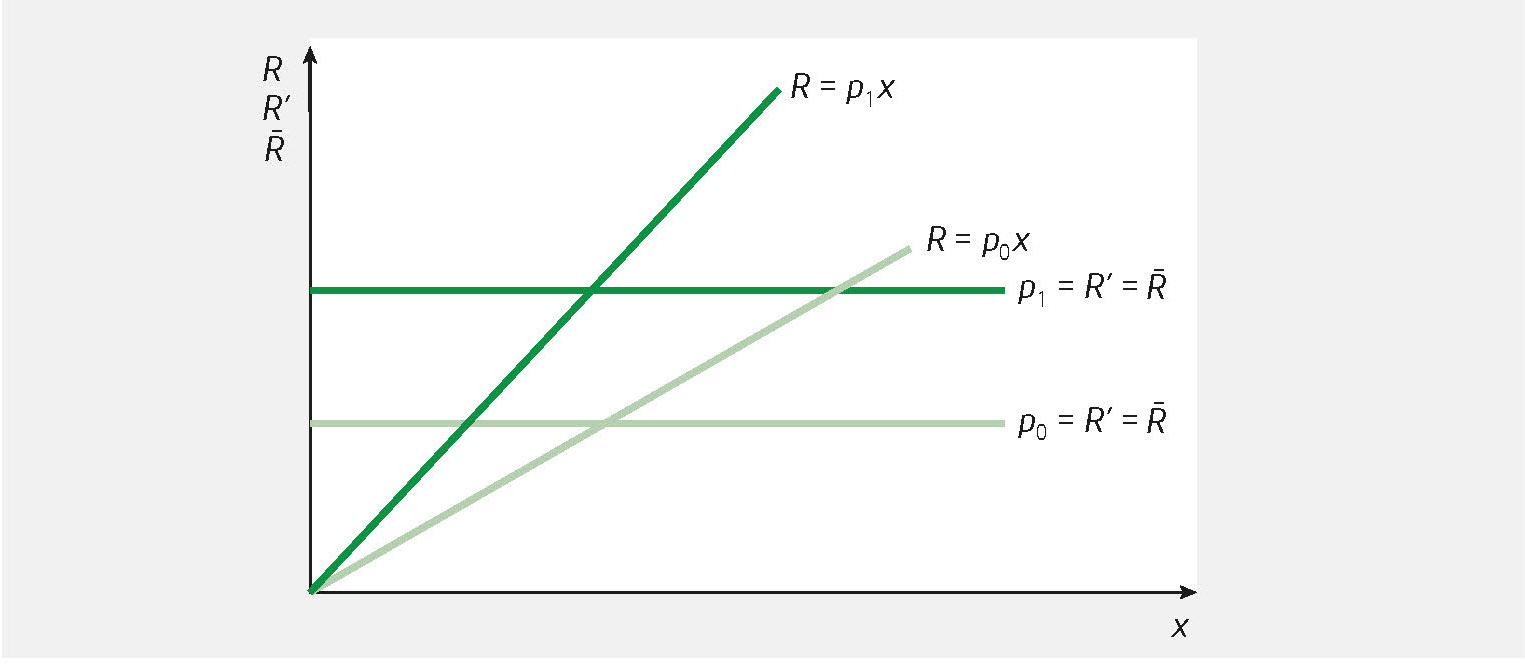 R
R′
R̄
R = p₁x
R = p₀x
p₁ = R′ = R̄
p₀ = R′ = R̄
x